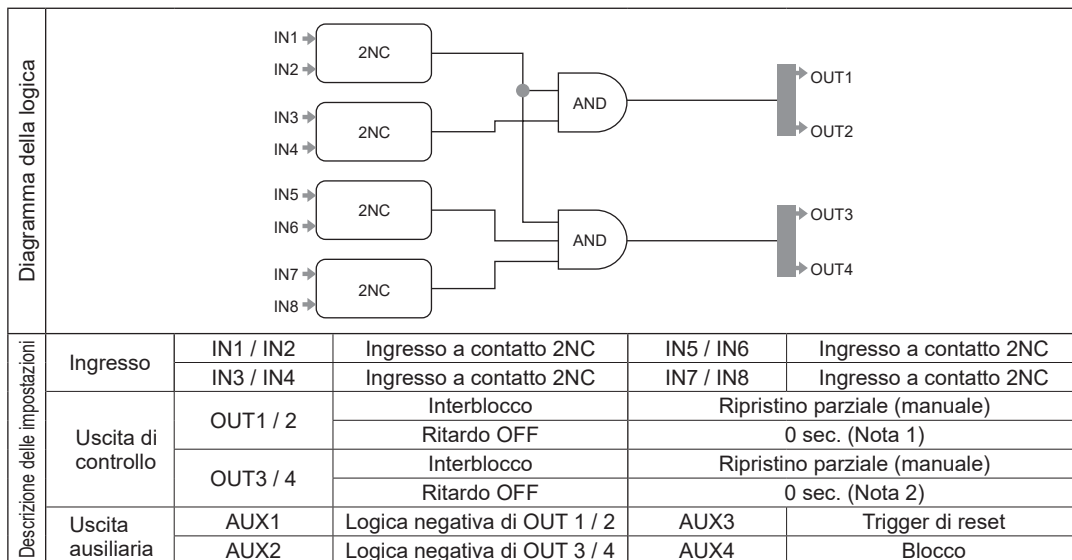 Diagramma della logica
IN1
IN2
2NC
IN3
IN4
2NC
IN5
IN6
2NC
IN7
IN8
2NC
AND
AND
OUT1
OUT2
OUT3
OUT4
Descrizione delle impostazioni
Ingresso
IN1 / IN2 Ingresso a contatto 2NC IN5 / IN6 Ingresso a contatto 2NC
IN3 / IN4 Ingresso a contatto 2NC IN7 / IN8 Ingresso a contatto 2NC
Uscita di
controllo
OUT1 / 2
Interblocco Ripristino parziale (manuale)
Ritardo OFF 0 sec. (Nota 1)
OUT3 / 4
Interblocco Ripristino parziale (manuale)
Ritardo OFF 0 sec. (Nota 2)
Uscita
ausiliaria
AUX1 Logica negativa di OUT 1 / 2 AUX3 Trigger di reset
AUX2 Logica negativa di OUT 3 / 4 AUX4 Blocco